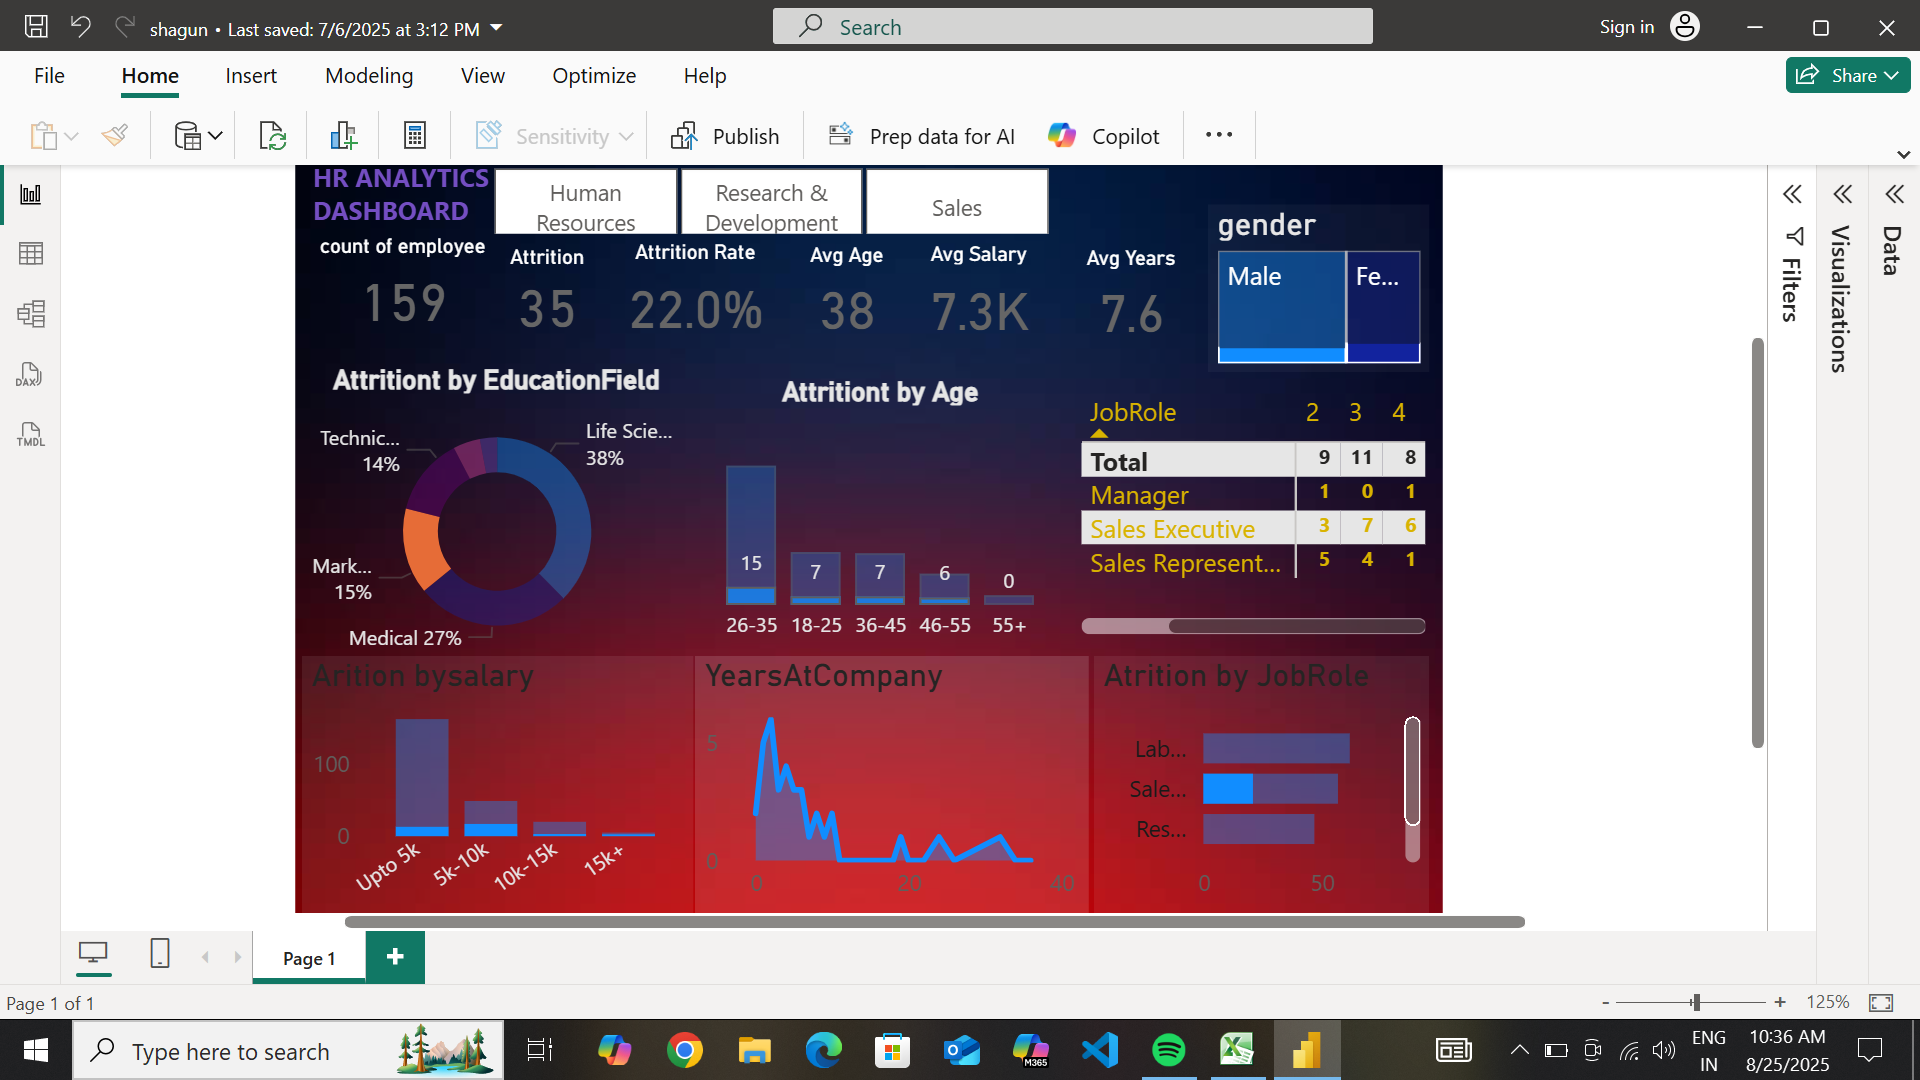 shagun • Last saved: 7/6/2025 at 3:12 PM
Search
Sign in
File Home Insert Modeling View Optimize Help
Share
Sensitivity Publish Prep data for AI Copilot
HR ANALYTICS
DASHBOARD
Human
Resources
Research &
Development
Sales
count of employee
159
Attrition
35
Attrition Rate
22.0%
Avg Age
38
Avg Salary
7.3K
Avg Years
7.6
gender
Male Fe...
Attritiont by EducationField
Technic...
14%
Life Scie...
38%
Mark...
15%
Medical 27%
Attritiont by Age
15 7 7 6 0
26-35 18-25 36-45 46-55 55+
JobRole 2 3 4
Total 9 11 8
Manager 1 0 1
Sales Executive 3 7 6
Sales Represent... 5 4 1
Arition bysalary
100
0
Upto 5k 5k-10k 10k-15k 15k+
YearsAtCompany
5
0
0 20 40
Atrition by JobRole
Lab...
Sale...
Res...
0 50
Filters
Visualizations
Data
DAX
TMDL
Page 1
Page 1 of 1
- + 125%
Type here to search
M365
ENG
IN
10:36 AM
8/25/2025